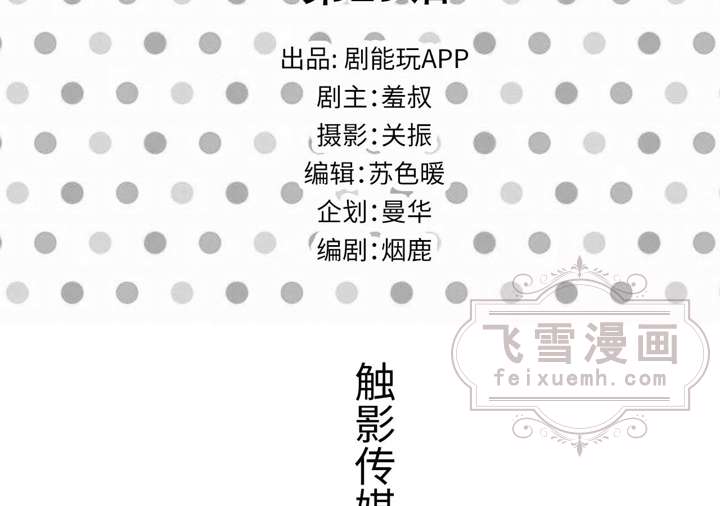 出品: 剧能玩APP
剧主:羞叔
摄影:关振
编辑:苏色暖
企划:曼华
编剧:烟鹿
飞雪漫画
feixuemh.com
触影传媒